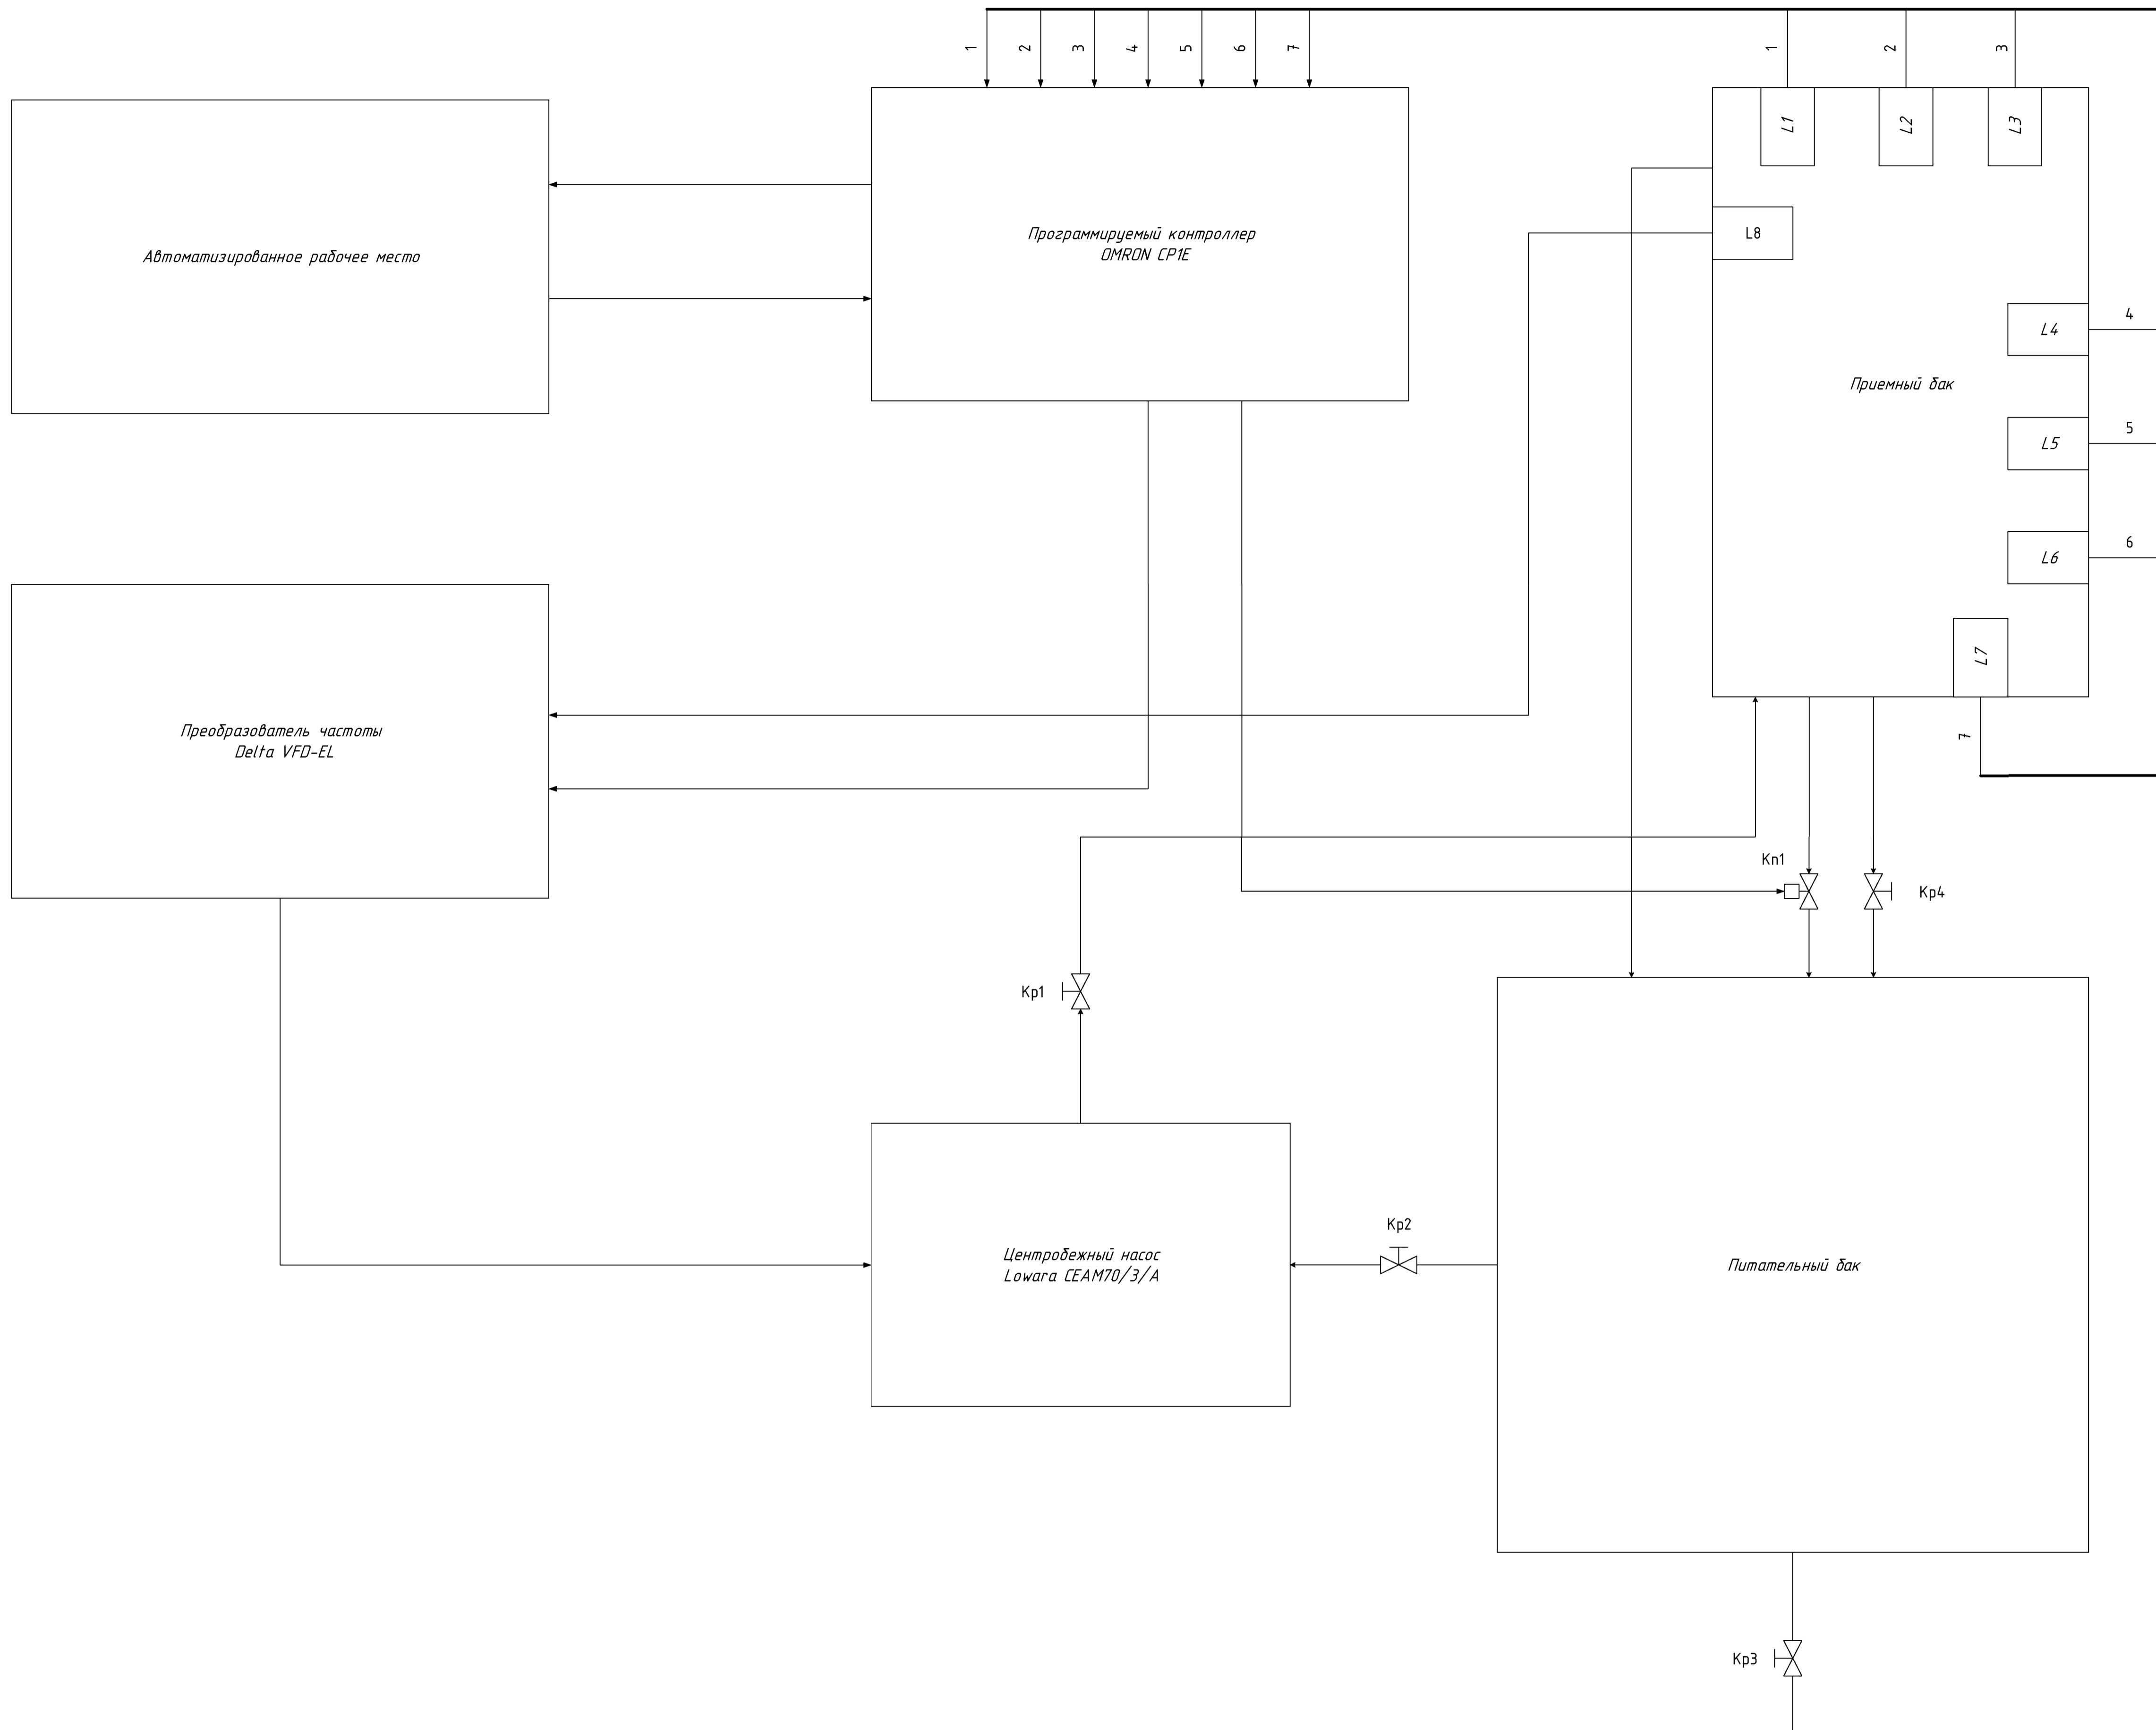 1
2
3
4
5
6
7
1
2
3
Автоматизированное рабочее место
Программируемый контроллер
OMRON CP1E
L1
L2
L3
L8
L4
4
Приемный бак
L5
5
L6
6
L7
7
Преобразователь частоты
Delta VFD-EL
Кп1
Кр4
Кр1
Центробежный насос
Lowara CEAM70/3/A
Кр2
Питательный бак
Кр3